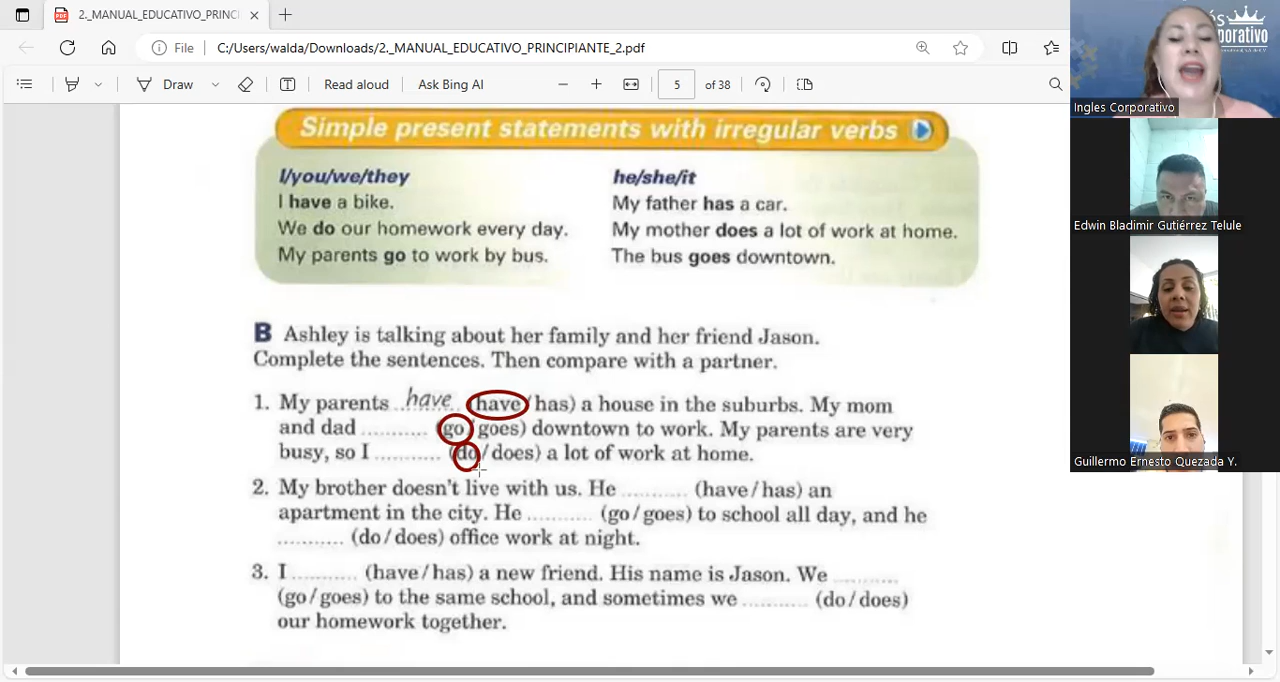 2._MANUAL_EDUCATIVO_PRINCI
File C:/Users/walda/Downloads/2._MANUAL_EDUCATIVO_PRINCIPIANTE_2.pdf
Draw Read aloud Ask Bing AI 5 of 38
Simple present statements with irregular verbs
I/you/we/they
I have a bike.
We do our homework every day.
My parents go to work by bus.
he/she/it
My father has a car.
My mother does a lot of work at home.
The bus goes downtown.
B Ashley is talking about her family and her friend Jason.
Complete the sentences. Then compare with a partner.
1. My parents have (have/has) a house in the suburbs. My mom
and dad ........... (go/goes) downtown to work. My parents are very
busy, so I ........... (do/does) a lot of work at home.
2. My brother doesn't live with us. He ........... (have/has) an
apartment in the city. He ........... (go/goes) to school all day, and he
........... (do/does) office work at night.
3. I ........... (have/has) a new friend. His name is Jason. We ...........
(go/goes) to the same school, and sometimes we ........... (do/does)
our homework together.
Ingles Corporativo
Edwin Bladimir Gutiérrez Telule
Guillermo Ernesto Quezada Y.